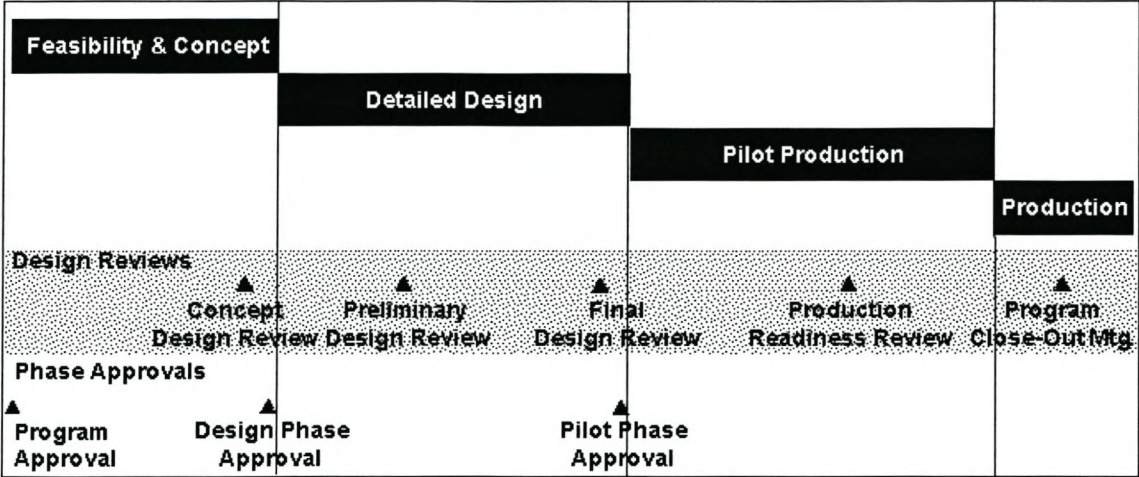 Feasibility & Concept
Detailed Design
Pilot Production
Production
Design Reviews
Concept
Design Review
Preliminary
Design Review
Final
Design Review
Production
Readiness Review
Program
Close-Out Mtg
Phase Approvals
Program
Approval
Design Phase
Approval
Pilot Phase
Approval